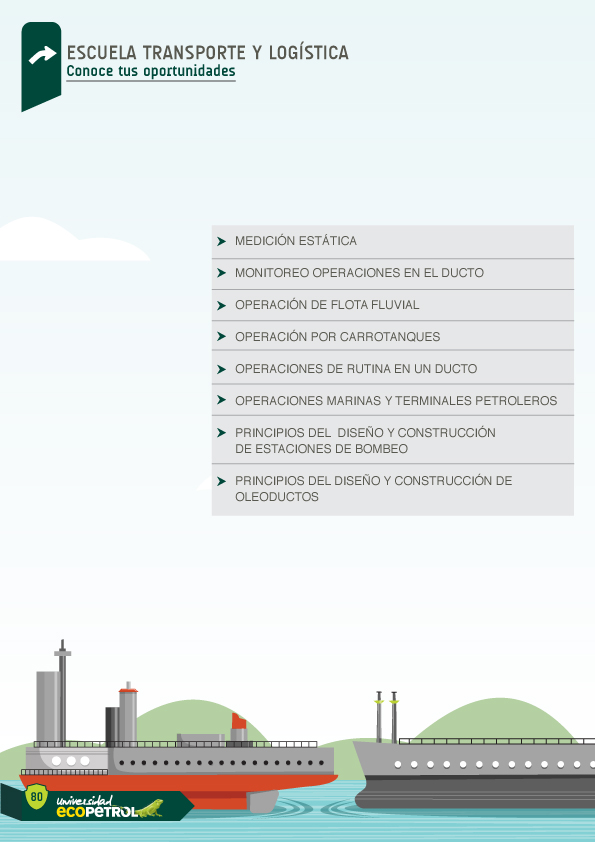 ESCUELA TRANSPORTE Y LOGÍSTICA
Conoce tus oportunidades
MEDICIÓN ESTÁTICA
MONITOREO OPERACIONES EN EL DUCTO
OPERACIÓN DE FLOTA FLUVIAL
OPERACIÓN POR CARROTANQUES
OPERACIONES DE RUTINA EN UN DUCTO
OPERACIONES MARINAS Y TERMINALES PETROLEROS
PRINCIPIOS DEL DISEÑO Y CONSTRUCCIÓN
DE ESTACIONES DE BOMBEO
PRINCIPIOS DEL DISEÑO Y CONSTRUCCIÓN DE
OLEODUCTOS
80
universidad
ECOPETROL